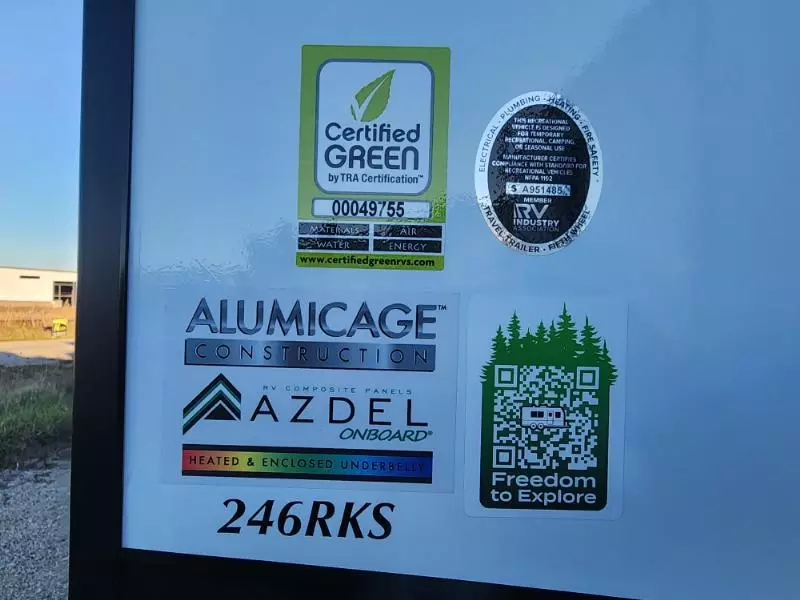 Certified
GREEN
by TRA Certification™
00049755
MATERIALS
AIR
WATER
ENERGY
www.certifiedgreenrvs.com
ELECTRICAL · PLUMBING · HEATING · FIRE SAFETY
THIS RECREATIONAL
VEHICLE IS DESIGNED
FOR TEMPORARY
RECREATIONAL, CAMPING,
OR SEASONAL USE
MANUFACTURER CERTIFIES
COMPLIANCE WITH STANDARD FOR
RECREATIONAL VEHICLES
NFPA 1192
S A951485
MEMBER
RV
INDUSTRY
ASSOCIATION
TRAVEL TRAILER · FIFTH WHEEL
ALUMICAGE™
CONSTRUCTION
RV COMPOSITE PANELS
AZDEL
ONBOARD®
HEATED & ENCLOSED UNDERBELLY
246RKS
Freedom
to Explore